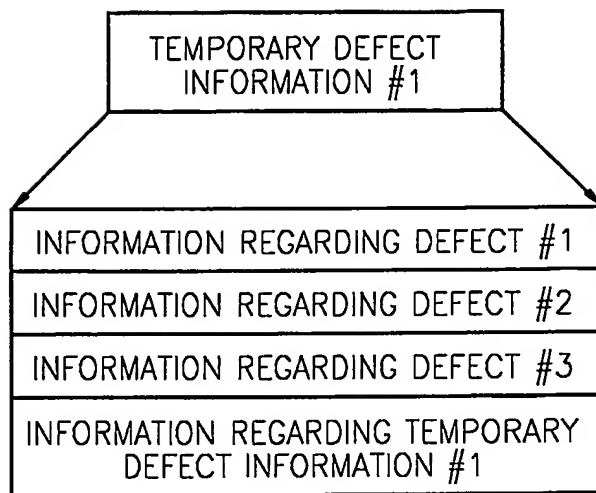 TEMPORARY DEFECT
INFORMATION #1
INFORMATION REGARDING DEFECT #1
INFORMATION REGARDING DEFECT #2
INFORMATION REGARDING DEFECT #3
INFORMATION REGARDING TEMPORARY
DEFECT INFORMATION #1